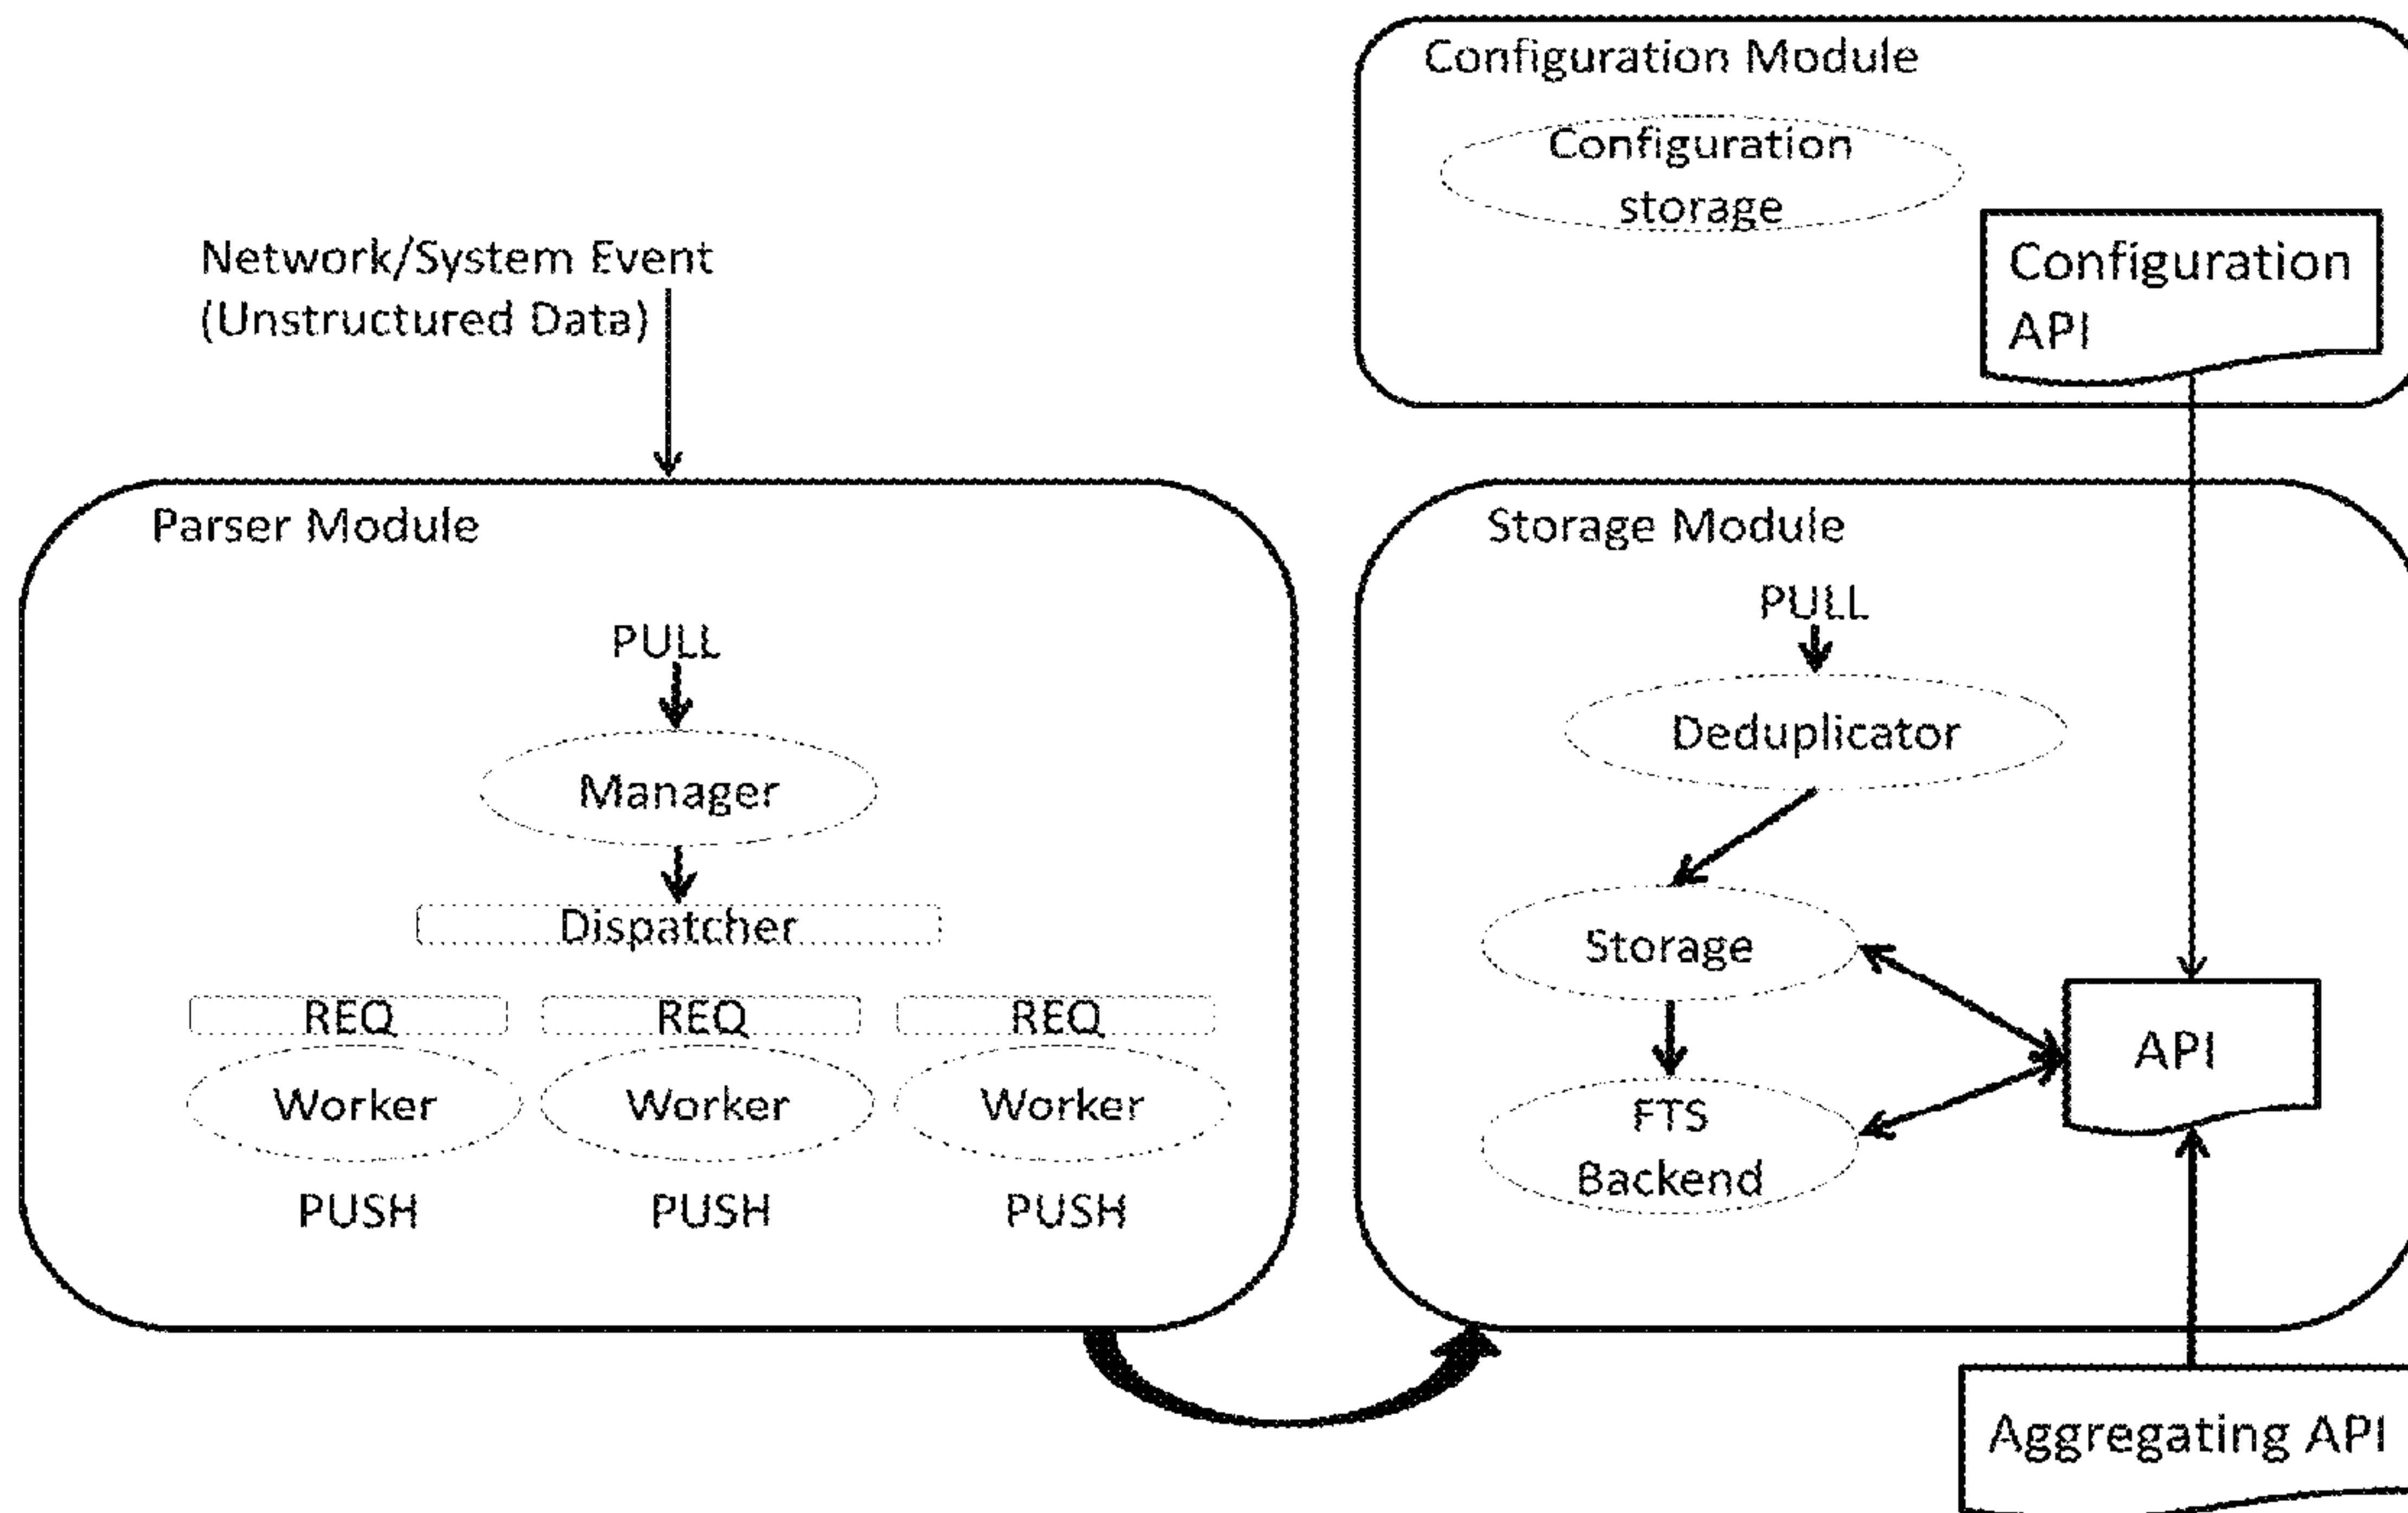 Configuration Module
Configuration
storage
Configuration
API
Network/System Event
(Unstructured Data)
Parser Module
PULL
Manager
Dispatcher
REQ REQ REQ
Worker Worker Worker
PUSH PUSH PUSH
Storage Module
PULL
Deduplicator
Storage
FTS
Backend
API
Aggregating API